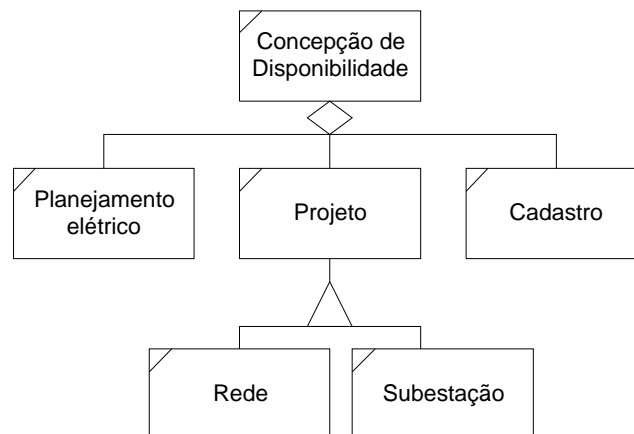 Concepção de
Disponibilidade
Planejamento
elétrico
Projeto
Cadastro
Rede
Subestação